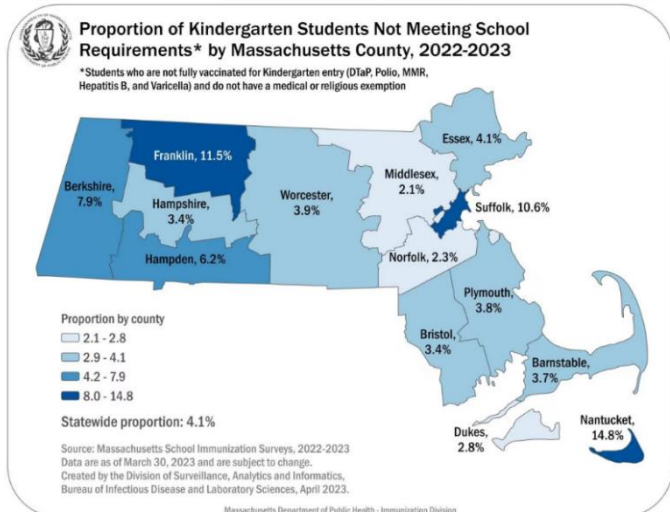 Proportion of Kindergarten Students Not Meeting School
Requirements* by Massachusetts County, 2022-2023
*Students who are not fully vaccinated for Kindergarten entry (DTaP, Polio, MMR,
Hepatitis B, and Varicella) and do not have a medical or religious exemption
Essex, 4.1%
Franklin, 11.5%
Middlesex,
2.1%
Berkshire,
7.9%
Worcester,
3.9%
Hampshire,
3.4%
Suffolk, 10.6%
Hampden, 6.2%
Norfolk, 2.3%
Plymouth,
3.8%
Bristol,
3.4%
Barnstable,
3.7%
Dukes,
2.8%
Nantucket,
14.8%
Proportion by county
2.1 - 2.8
2.9 - 4.1
4.2 - 7.9
8.0 - 14.8
Statewide proportion: 4.1%
Source: Massachusetts School Immunization Surveys, 2022-2023
Data are as of March 30, 2023 and are subject to change.
Created by the Division of Surveillance, Analytics and Informatics,
Bureau of Infectious Disease and Laboratory Sciences, April 2023.
Massachusetts Department of Public Health - Immunization Division